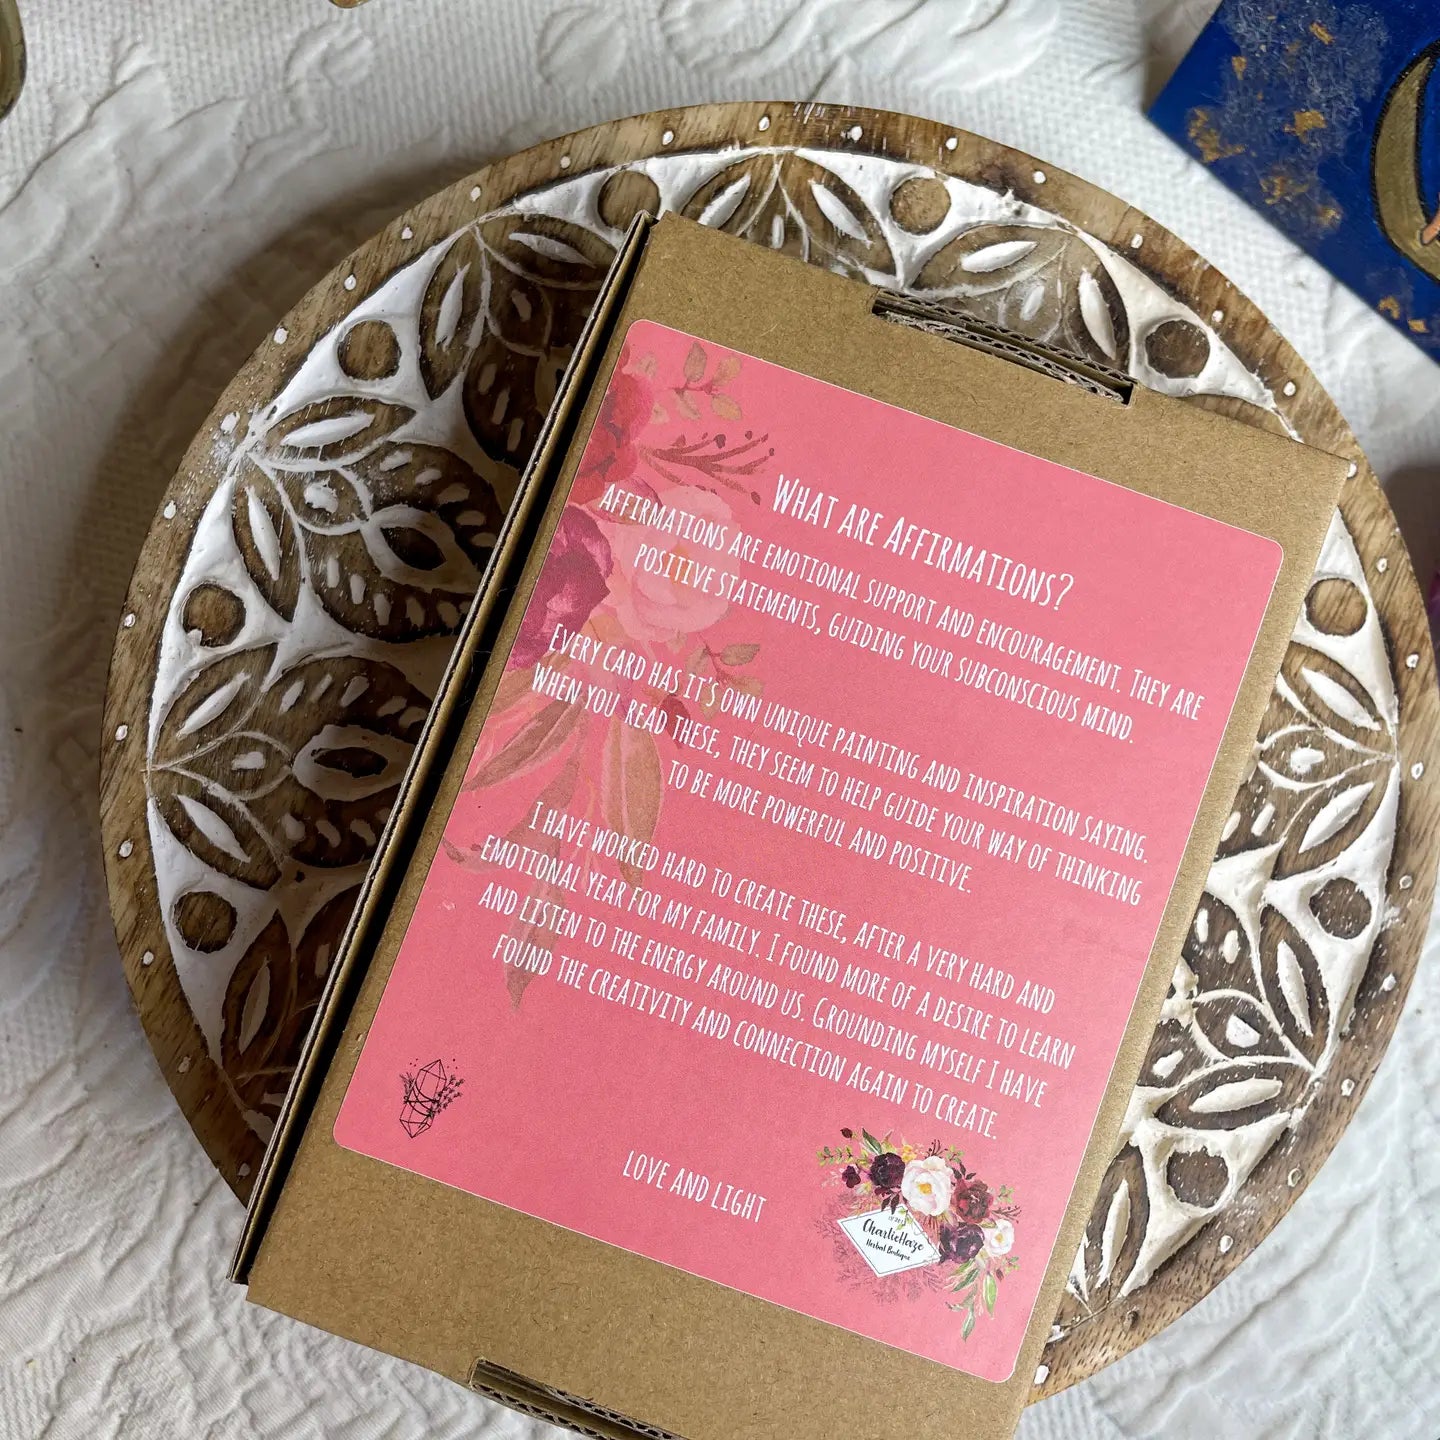 What are Affirmations?
Affirmations are emotional support and encouragement. They are
positive statements, guiding your subconscious mind.
Every card has it's own unique painting and inspiration saying.
When you read these, they seem to help guide your way of thinking
to be more powerful and positive.
I have worked hard to create these, after a very hard and
emotional year for my family. I found more of a desire to learn
and listen to the energy around us. Grounding myself I have
found the creativity and connection again to create.
Love and Light
CharlieHaze
Herbal Boutique